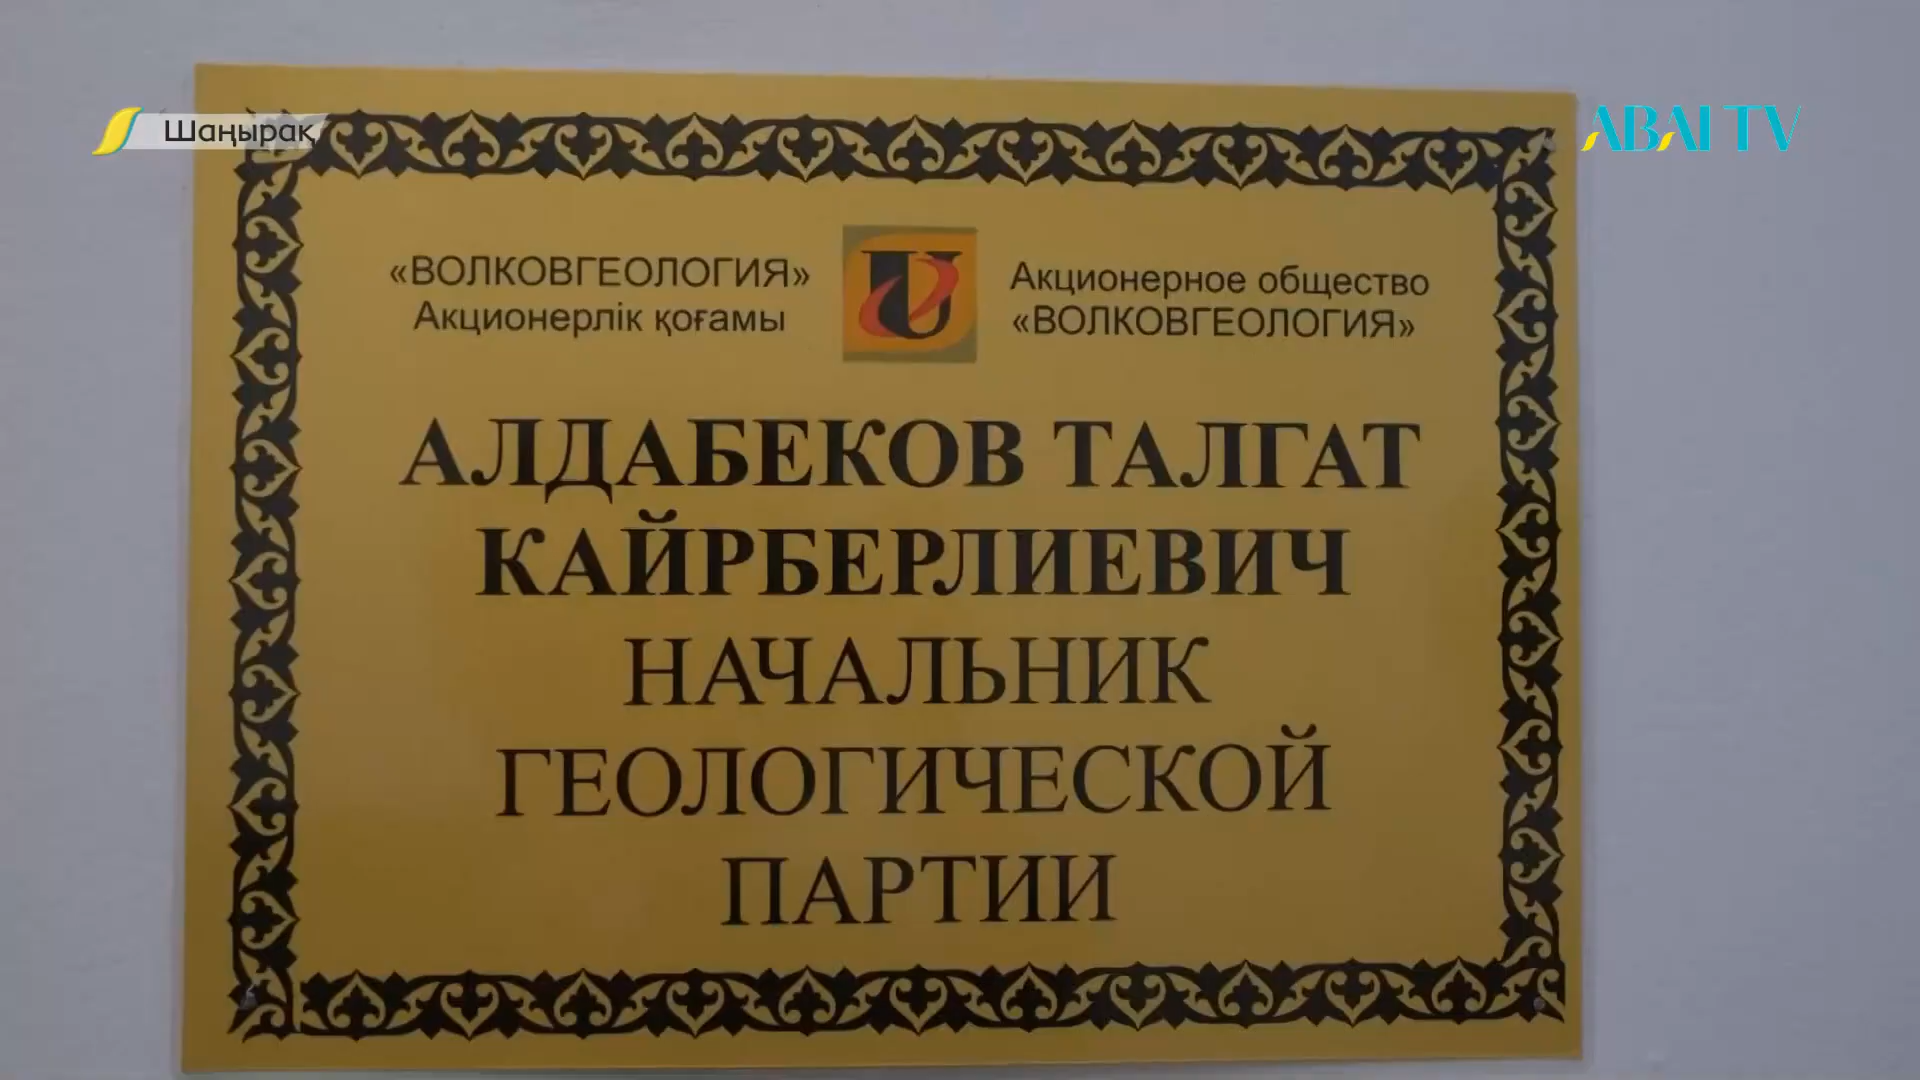 Шаңырақ
ABAI TV
«ВОЛКОВГЕОЛОГИЯ»
Акционерлік қоғамы
U
Акционерное общество
«ВОЛКОВГЕОЛОГИЯ»
АЛДАБЕКОВ ТАЛГАТ
КАЙРБЕРЛИЕВИЧ
НАЧАЛЬНИК
ГЕОЛОГИЧЕСКОЙ
ПАРТИИ